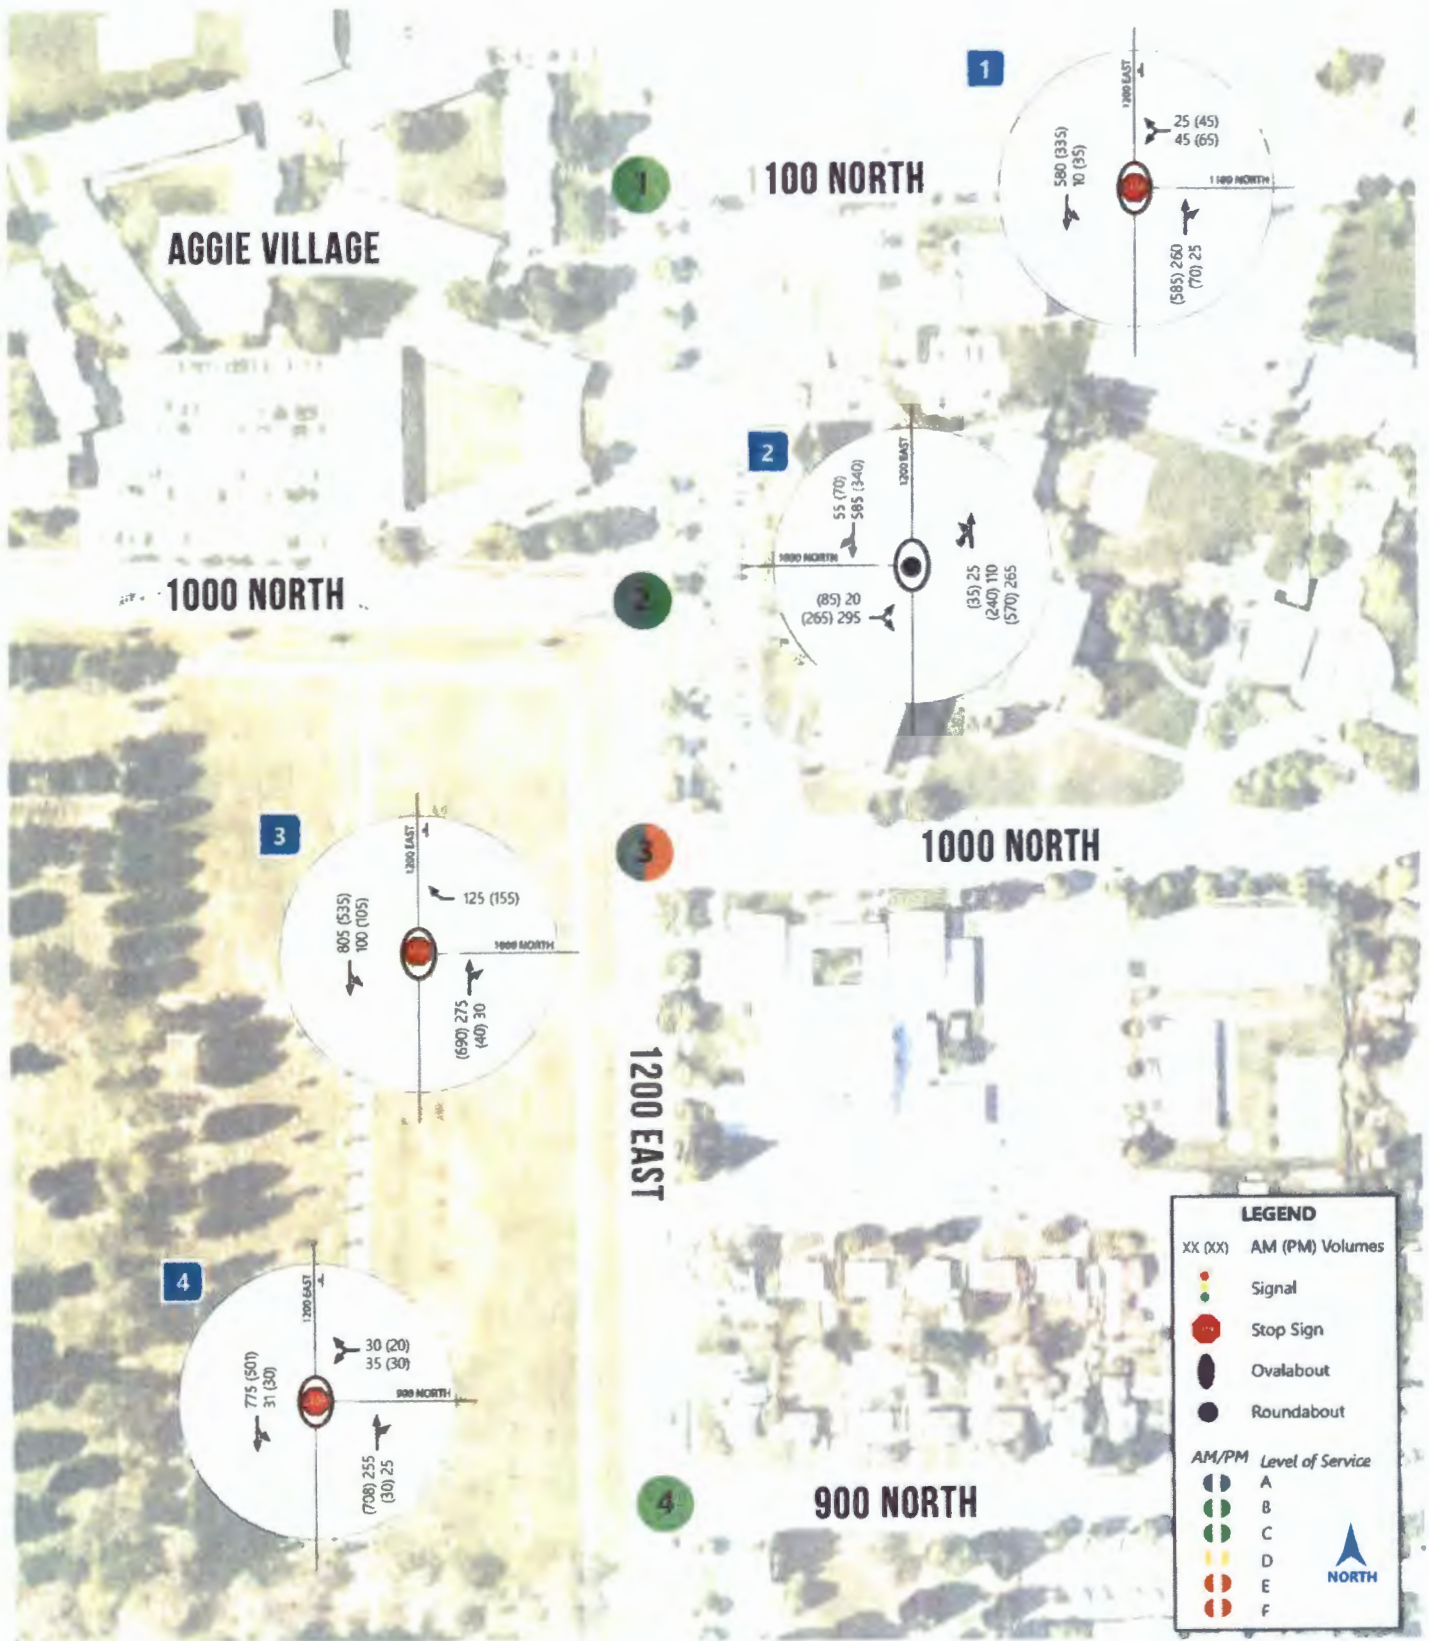 1
1200 EAST
25 (45)
45 (65)
580 (335)
10 (35)
1100 NORTH
(585) 260
(70) 25
1
100 NORTH
AGGIE VILLAGE
2
1200 EAST
55 (70)
585 (340)
1000 NORTH
(85) 20
(265) 295
(35) 25
(240) 110
(570) 265
1000 NORTH
2
3
1200 EAST
125 (155)
805 (535)
100 (105)
1000 NORTH
(690) 275
(40) 30
3
1000 NORTH
1200 EAST
4
1200 EAST
30 (20)
35 (30)
775 (501)
31 (30)
900 NORTH
(708) 255
(30) 25
4
900 NORTH
LEGEND
XX (XX) AM (PM) Volumes
Signal
Stop Sign
Ovalabout
Roundabout
AM/PM Level of Service
A
B
C
D
E
F
NORTH